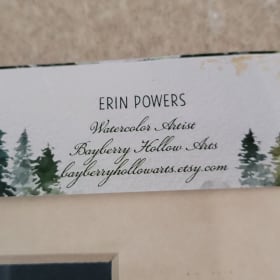 ERIN POWERS
Watercolor Artist
Bayberry Hollow Arts
bayberryhollowarts.etsy.com